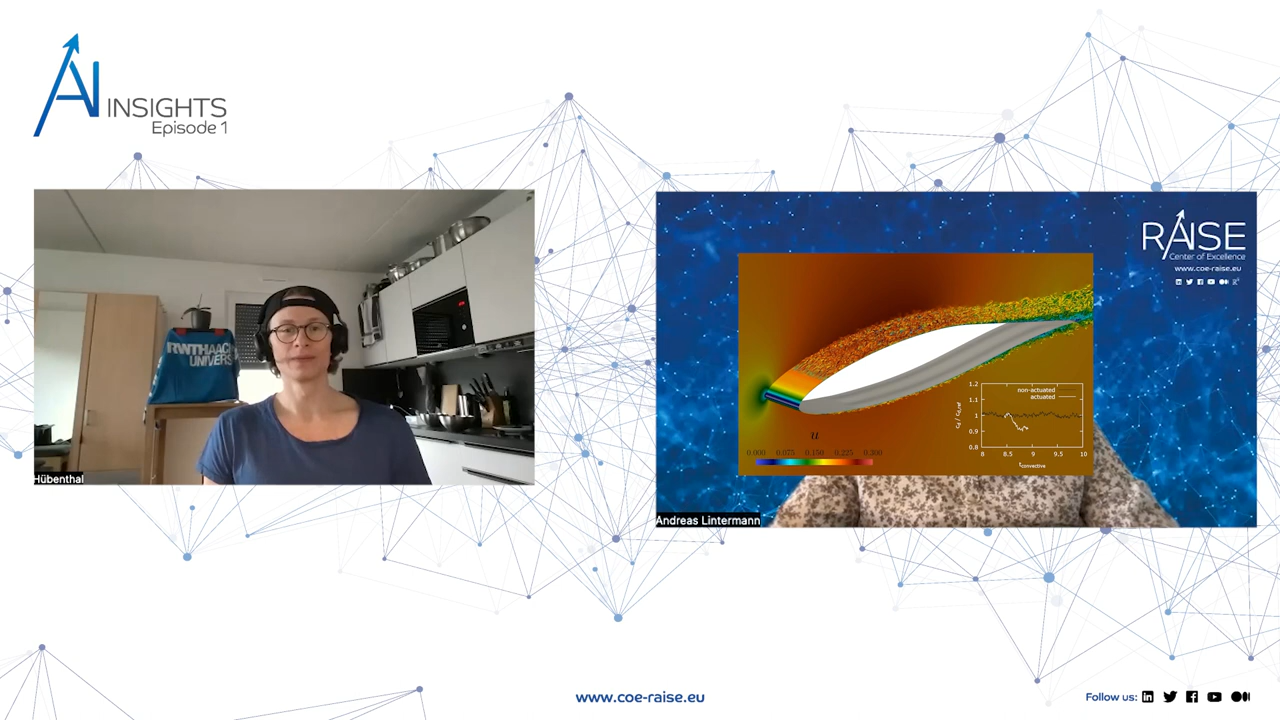 AI INSIGHTS
Episode 1
RWTHAAC
UNIVERS
Hübenthal
RAISE
Center of Excellence
www.coe-raise.eu
u
0.000 0.075 0.150 0.225 0.300
non-actuated
actuated
1.2
1.1
1
0.9
0.8
8 8.5 9 9.5 10
Andreas Lintermann
www.coe-raise.eu
Follow us: